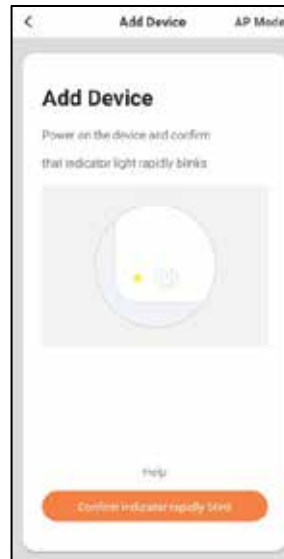 Add Device AP Mode
Add Device
Power on the device and confirm
that indicator light rapidly blinks
Help
Confirm indicator rapidly blink